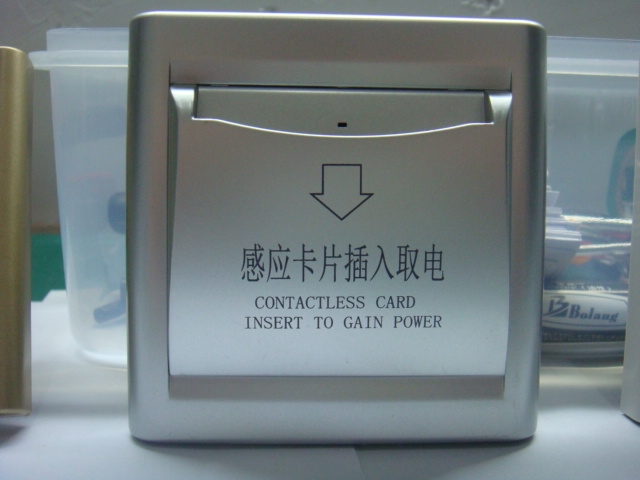 感应卡片插入取电
CONTACTLESS CARD
INSERT TO GAIN POWER
Bolang